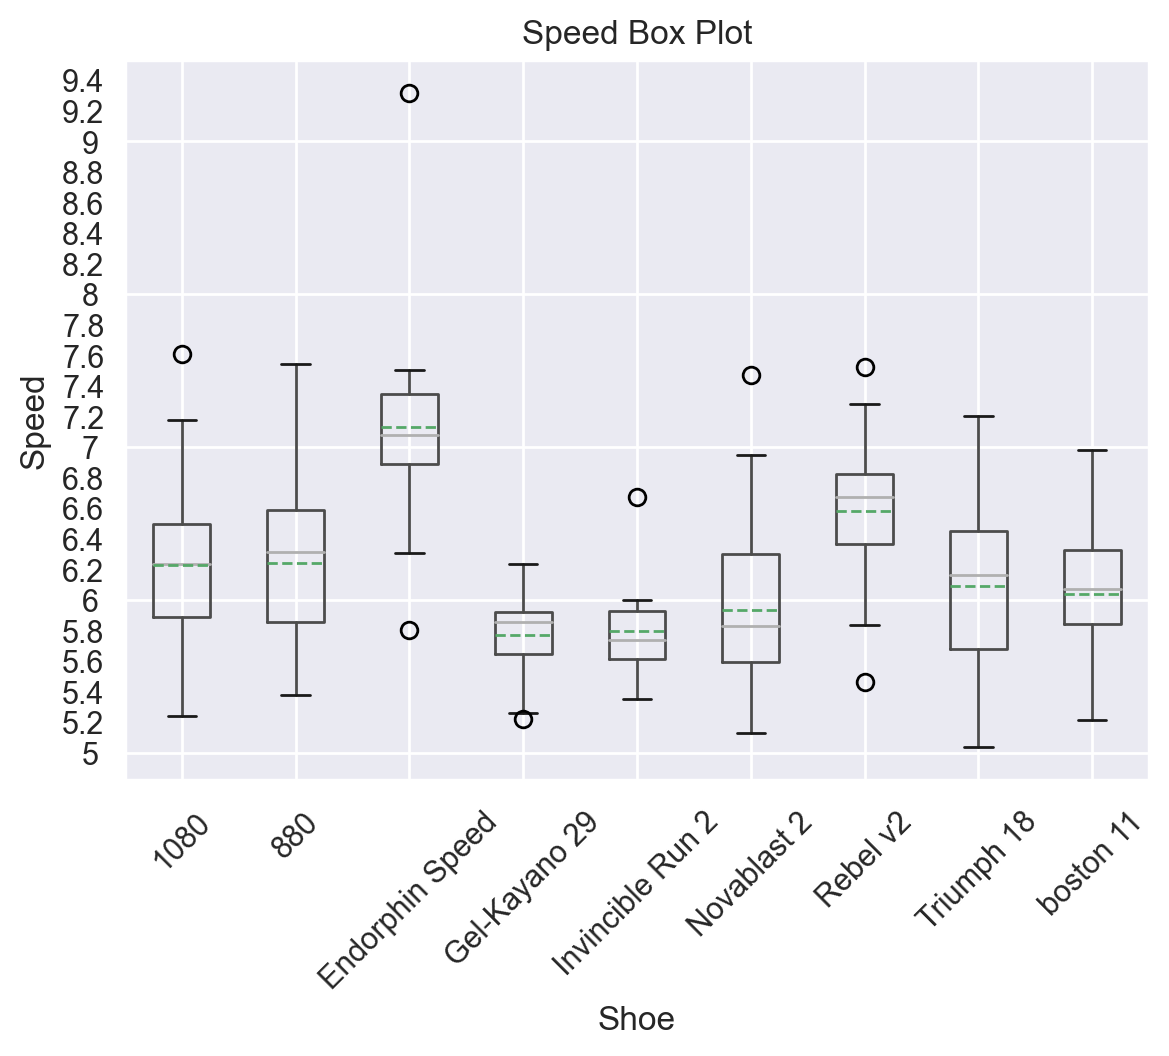 Speed Box Plot
9.4
9.2
9
8.8
8.6
8.4
8.2
8
7.8
7.6
7.4
7.2
7
6.8
6.6
6.4
6.2
6
5.8
5.6
5.4
5.2
5
Speed
1080
880
Endorphin Speed
Gel-Kayano 29
Invincible Run 2
Novablast 2
Rebel v2
Triumph 18
boston 11
Shoe